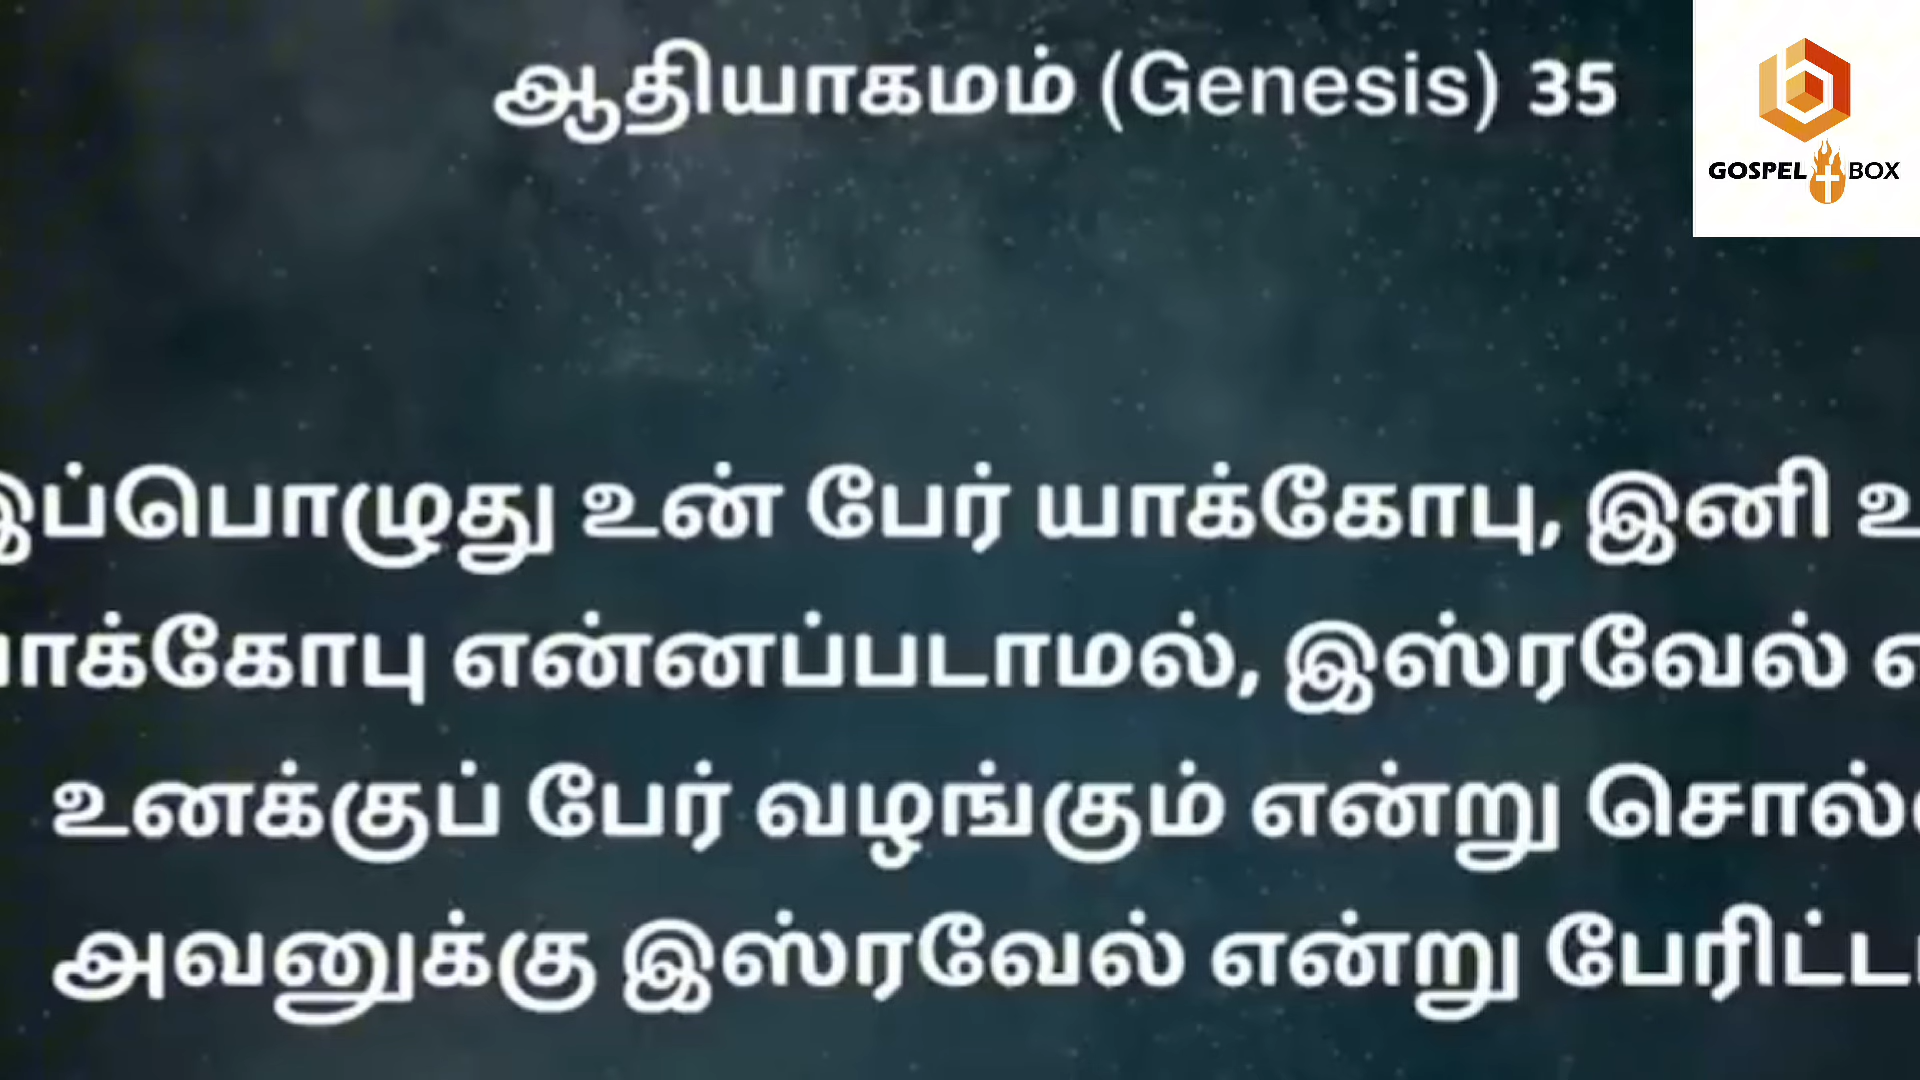 ஆதியாகமம் (Genesis) 35
GOSPEL BOX
இப்பொழுது உன் பேர் யாக்கோபு, இனி
யாக்கோபு என்னப்படாமல், இஸ்ரவேல்
உனக்குப் பேர் வழங்கும் என்று
அவனுக்கு இஸ்ரவேல் என்று